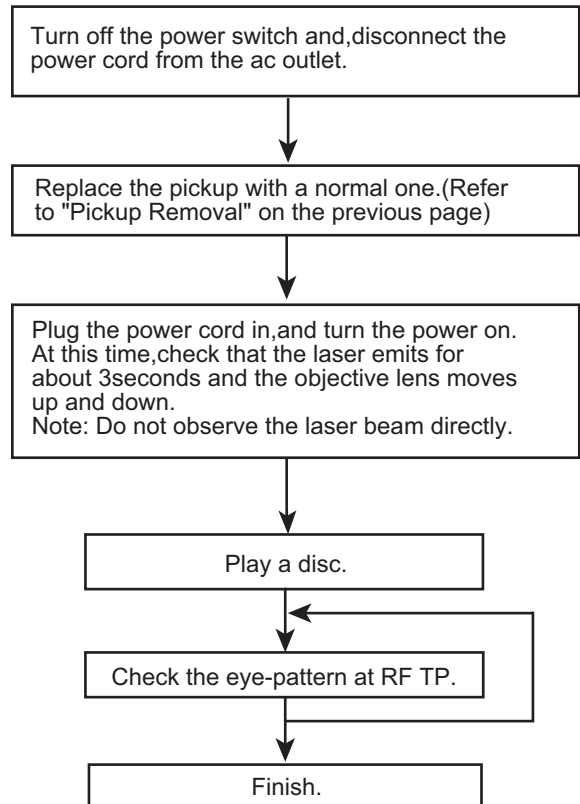 Turn off the power switch and,disconnect the
power cord from the ac outlet.
Replace the pickup with a normal one.(Refer
to "Pickup Removal" on the previous page)
Plug the power cord in,and turn the power on.
At this time,check that the laser emits for
about 3seconds and the objective lens moves
up and down.
Note: Do not observe the laser beam directly.
Play a disc.
Check the eye-pattern at RF TP.
Finish.